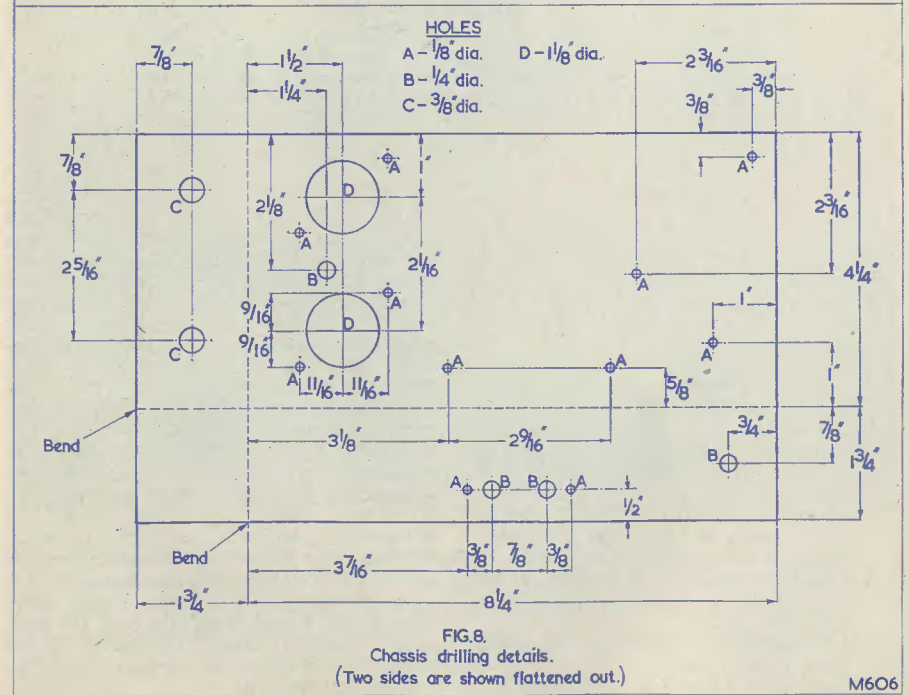 HOLES
A – 1/8" dia. D – 1 1/8" dia.
B – 1/4" dia.
C – 3/8" dia.
7/8"
1 1/2"
1 1/4"
2 3/16"
3/8"
3/8"
7/8"
C
2 5/16"
C
2 1/8"
D
A
1"
A
B
2 1/16"
A
9/16"
9/16"
D
A
11/16"
11/16"
A
2 3/16"
4 1/4"
A
1"
A
1"
A
A
5/8"
Bend
3 1/8"
2 9/16"
3/4"
7/8"
1 3/4"
B
A
B
B
A
1/2"
Bend
3 7/16"
3/8"
7/8"
3/8"
1 3/4"
8 1/4"
FIG.8.
Chassis drilling details.
(Two sides are shown flattened out.)
M606